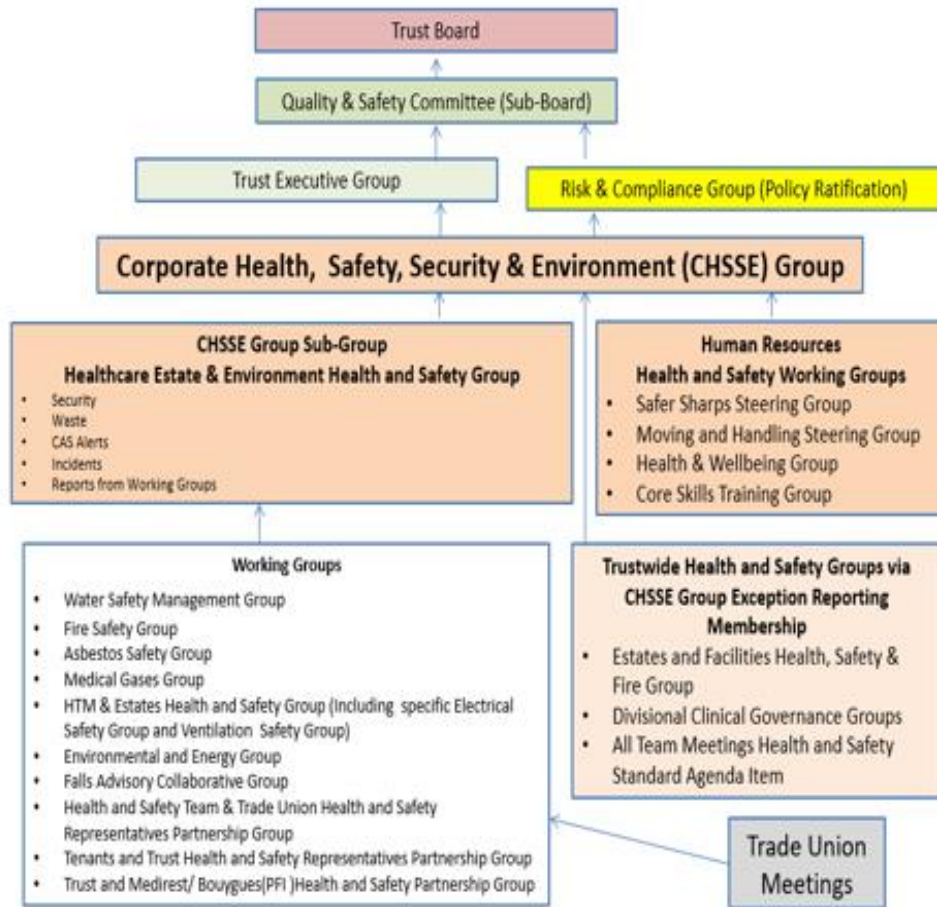 Trust Board
Quality & Safety Committee (Sub-Board)
Trust Executive Group
Risk & Compliance Group (Policy Ratification)
Corporate Health, Safety, Security & Environment (CHSSE) Group
CHSSE Group Sub-Group
Healthcare Estate & Environment Health and Safety Group
• Security
• Waste
• CAS Alerts
• Incidents
• Reports from Working Groups
Human Resources
Health and Safety Working Groups
• Safer Sharps Steering Group
• Moving and Handling Steering Group
• Health & Wellbeing Group
• Core Skills Training Group
Working Groups
• Water Safety Management Group
• Fire Safety Group
• Asbestos Safety Group
• Medical Gases Group
• HTM & Estates Health and Safety Group (Including specific Electrical
Safety Group and Ventilation Safety Group)
• Environmental and Energy Group
• Falls Advisory Collaborative Group
• Health and Safety Team & Trade Union Health and Safety
Representatives Partnership Group
• Tenants and Trust Health and Safety Representatives Partnership Group
• Trust and Medirest/ Bouygues(PFI )Health and Safety Partnership Group
Trustwide Health and Safety Groups via
CHSSE Group Exception Reporting
Membership
• Estates and Facilities Health, Safety &
Fire Group
• Divisional Clinical Governance Groups
• All Team Meetings Health and Safety
Standard Agenda Item
Trade Union
Meetings